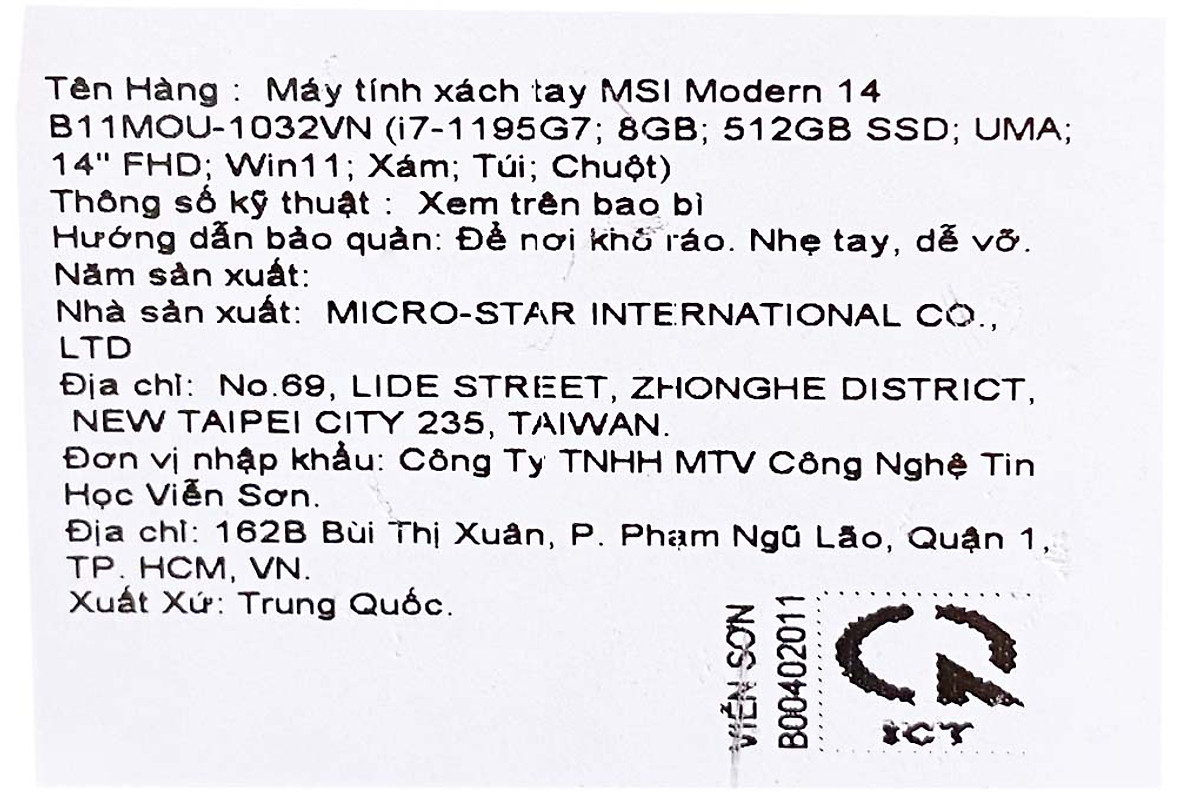 Tên Hàng : Máy tính xách tay MSI Modern 14
B11MOU-1032VN (i7-1195G7; 8GB; 512GB SSD; UMA;
14" FHD; Win11; Xám; Túi; Chuột)
Thông số kỹ thuật : Xem trên bao bì
Hướng dẫn bảo quản: Để nơi khô ráo. Nhẹ tay, dễ vỡ.
Năm sản xuất:
Nhà sản xuất: MICRO-STAR INTERNATIONAL CO.,
LTD
Địa chỉ: No.69, LIDE STREET, ZHONGHE DISTRICT,
NEW TAIPEI CITY 235, TAIWAN.
Đơn vị nhập khẩu: Công Ty TNHH MTV Công Nghệ Tin
Học Viễn Sơn.
Địa chỉ: 162B Bùi Thị Xuân, P. Phạm Ngũ Lão, Quận 1,
TP. HCM, VN.
Xuất Xứ: Trung Quốc.
VIỄN SƠN
B00402011
ICT